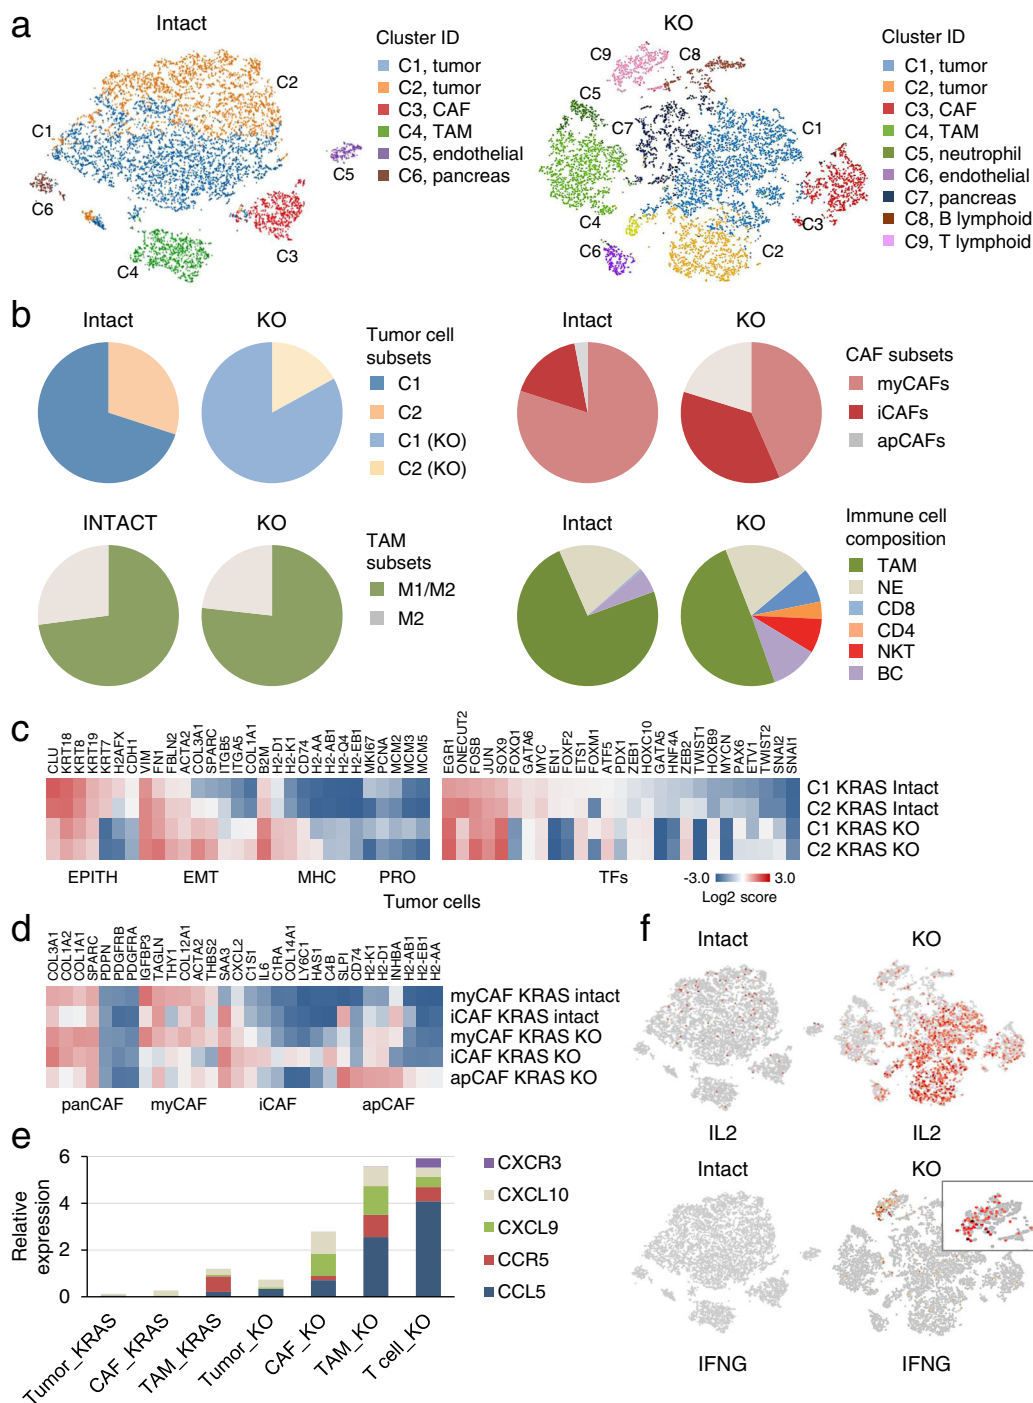 a
Intact
C1
C2
C3
C4
C5
C6
Cluster ID
C1, tumor
C2, tumor
C3, CAF
C4, TAM
C5, endothelial
C6, pancreas
KO
C9
C8
C5
C7
C1
C4
C3
C6
C2
Cluster ID
C1, tumor
C2, tumor
C3, CAF
C4, TAM
C5, neutrophil
C6, endothelial
C7, pancreas
C8, B lymphoid
C9, T lymphoid
b
Intact
KO
Tumor cell
subsets
C1
C2
C1 (KO)
C2 (KO)
Intact
KO
CAF subsets
myCAFs
iCAFs
apCAFs
INTACT
KO
TAM
subsets
M1/M2
M2
Intact
KO
Immune cell
composition
TAM
NE
CD8
CD4
NKT
BC
c
CLU
KRT18
KRT8
KRT19
KRT7
H2AFX
CDH1
VIM
FN1
FBLN2
ACTA2
COL3A1
SPARC
ITGB5
ITGA5
COL1A1
B2M
H2-D1
H2-K1
CD74
H2-AA
H2-AB1
H2-Q4
H2-EB1
MKI67
PCNA
MCM2
MCM3
MCM5
EGR1
ONECUT2
FOSB
JUN
SOX9
FOXQ1
GATA6
MYC
EN1
FOXF2
ETS1
FOXM1
ATF5
PDX1
ZEB1
HOXC10
GATA5
HNF4A
ZEB2
TWIST1
HOXB9
MYCN
PAX6
ETV1
TWIST2
SNAI2
SNAI1
C1 KRAS Intact
C2 KRAS Intact
C1 KRAS KO
C2 KRAS KO
EPITH
EMT
MHC
PRO
TFs
-3.0
3.0
Log2 score
Tumor cells
d
COL3A1
COL1A2
COL1A1
SPARC
PDPN
PDGFRB
PDGFRA
IGFBP3
TAGLN
THY1
COL12A1
ACTA2
THBS2
SAA3
CXCL2
C1S1
IL6
C1RA
COL14A1
LY6C1
HAS1
C4B
SLPI
CD74
H2-K1
H2-D1
INHBA
H2-AB1
H2-EB1
H2-AA
myCAF KRAS intact
iCAF KRAS intact
myCAF KRAS KO
iCAF KRAS KO
apCAF KRAS KO
panCAF
myCAF
iCAF
apCAF
e
Relative
expression
6
4
2
0
Tumor_KRAS
CAF_KRAS
TAM_KRAS
Tumor_KO
CAF_KO
TAM_KO
T cell_KO
CXCR3
CXCL10
CXCL9
CCR5
CCL5
f
Intact
KO
IL2
IL2
Intact
KO
IFNG
IFNG